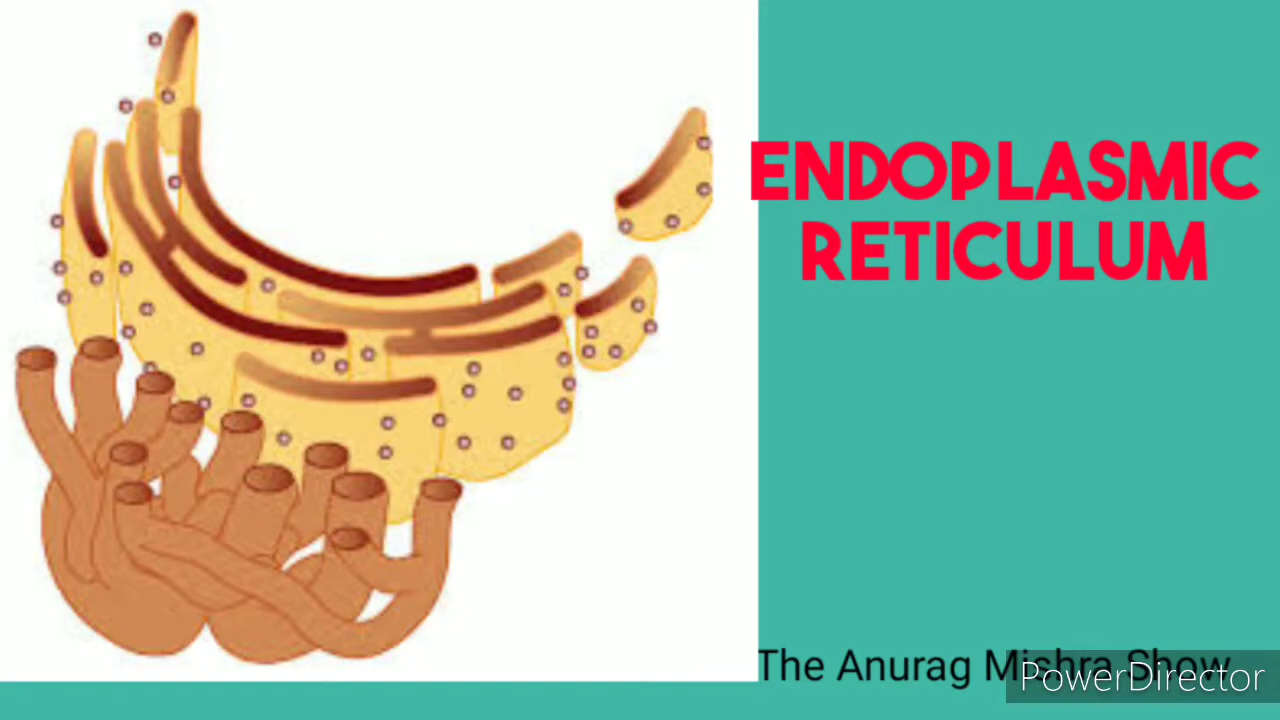 ENDOPLASMIC
RETICULUM
The Anurag Mishra Show
PowerDirector